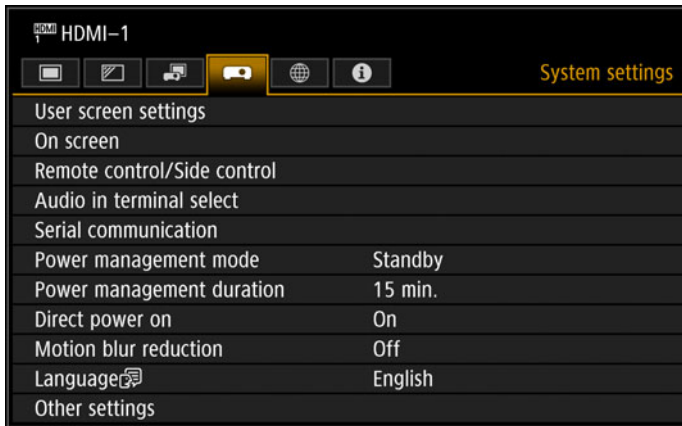 HDMI 1 HDMI-1
System settings
User screen settings
On screen
Remote control/Side control
Audio in terminal select
Serial communication
Power management mode Standby
Power management duration 15 min.
Direct power on On
Motion blur reduction Off
Language English
Other settings